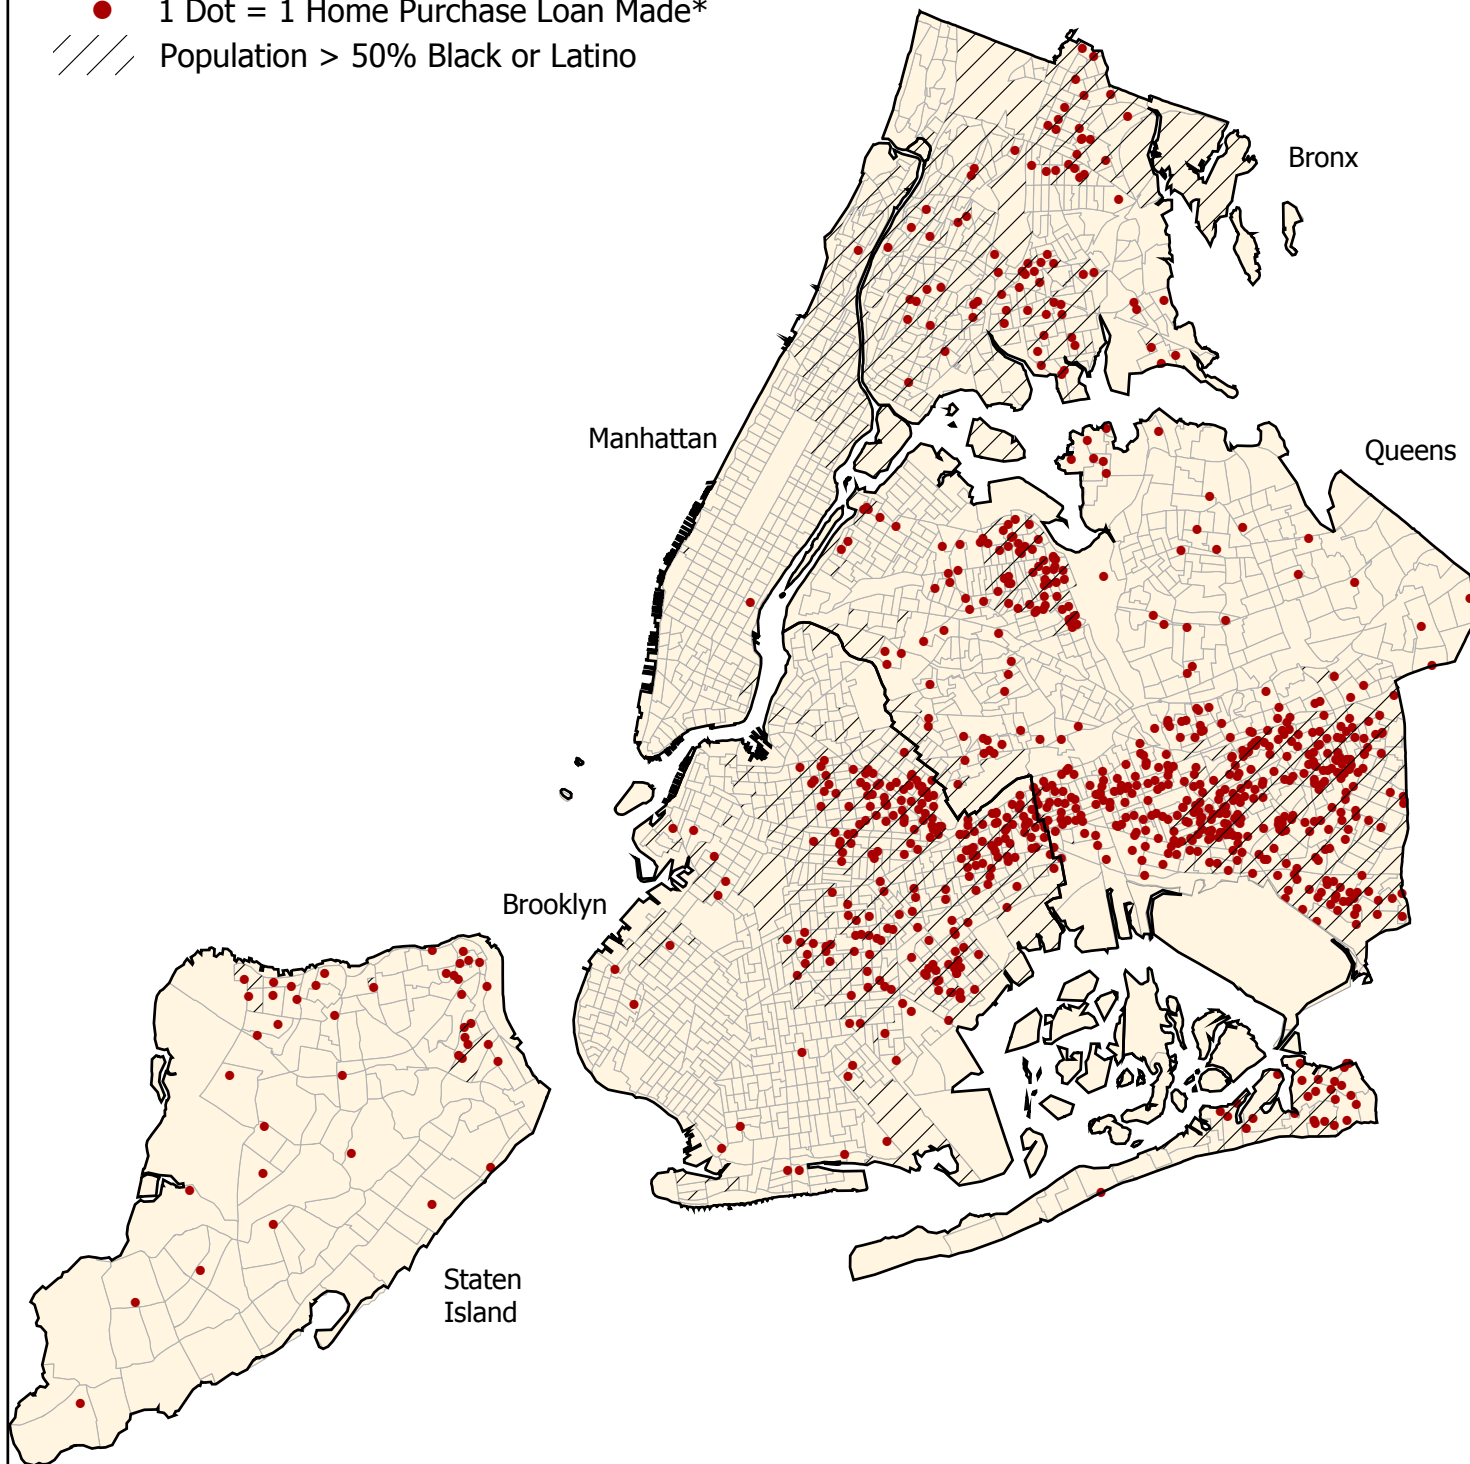 1 Dot = 1 Home Purchase Loan Made*
Population > 50% Black or Latino
Bronx
Manhattan
Queens
Brooklyn
Staten
Island